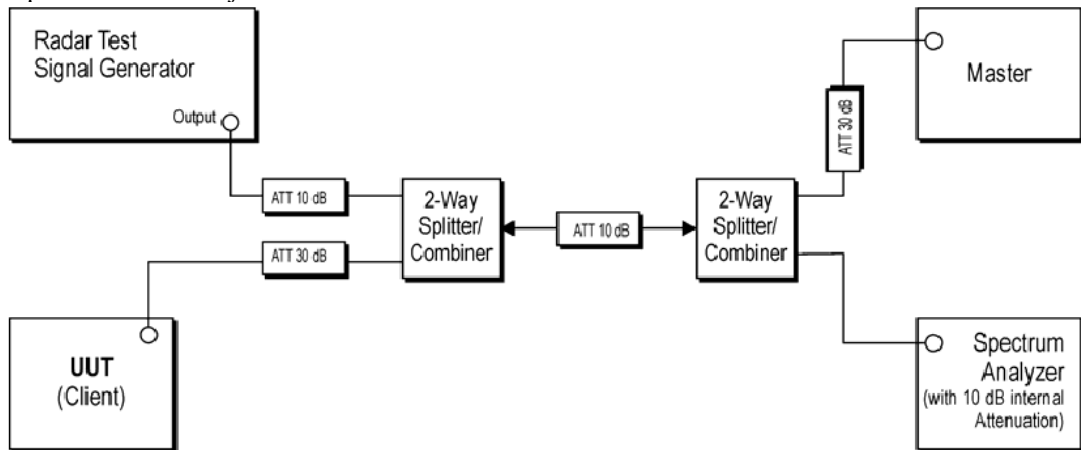 Radar Test
Signal Generator
Output
ATT 10 dB
ATT 30 dB
2-Way
Splitter/
Combiner
ATT 10 dB
2-Way
Splitter/
Combiner
ATT 30 dB
Master
UUT
(Client)
Spectrum
Analyzer
(with 10 dB internal
Attenuation)